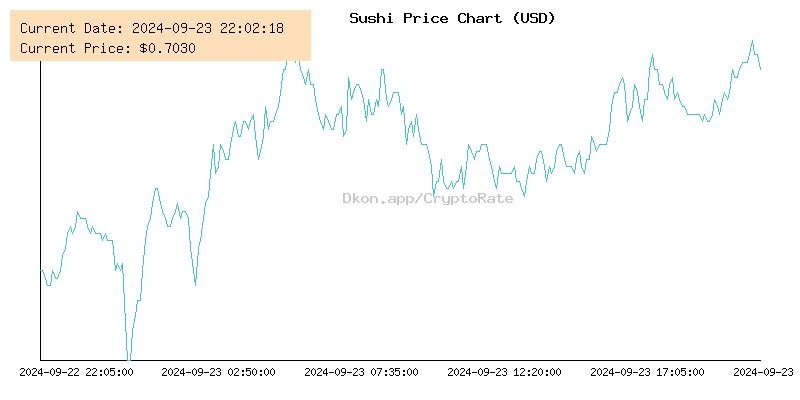 Sushi Price Chart (USD)
Current Date: 2024-09-23 22:02:18
Current Price: $0.7030
Dkon.app/CryptoRate
2024-09-22 22:05:00 2024-09-23 02:50:00 2024-09-23 07:35:00 2024-09-23 12:20:00 2024-09-23 17:05:00 2024-09-23